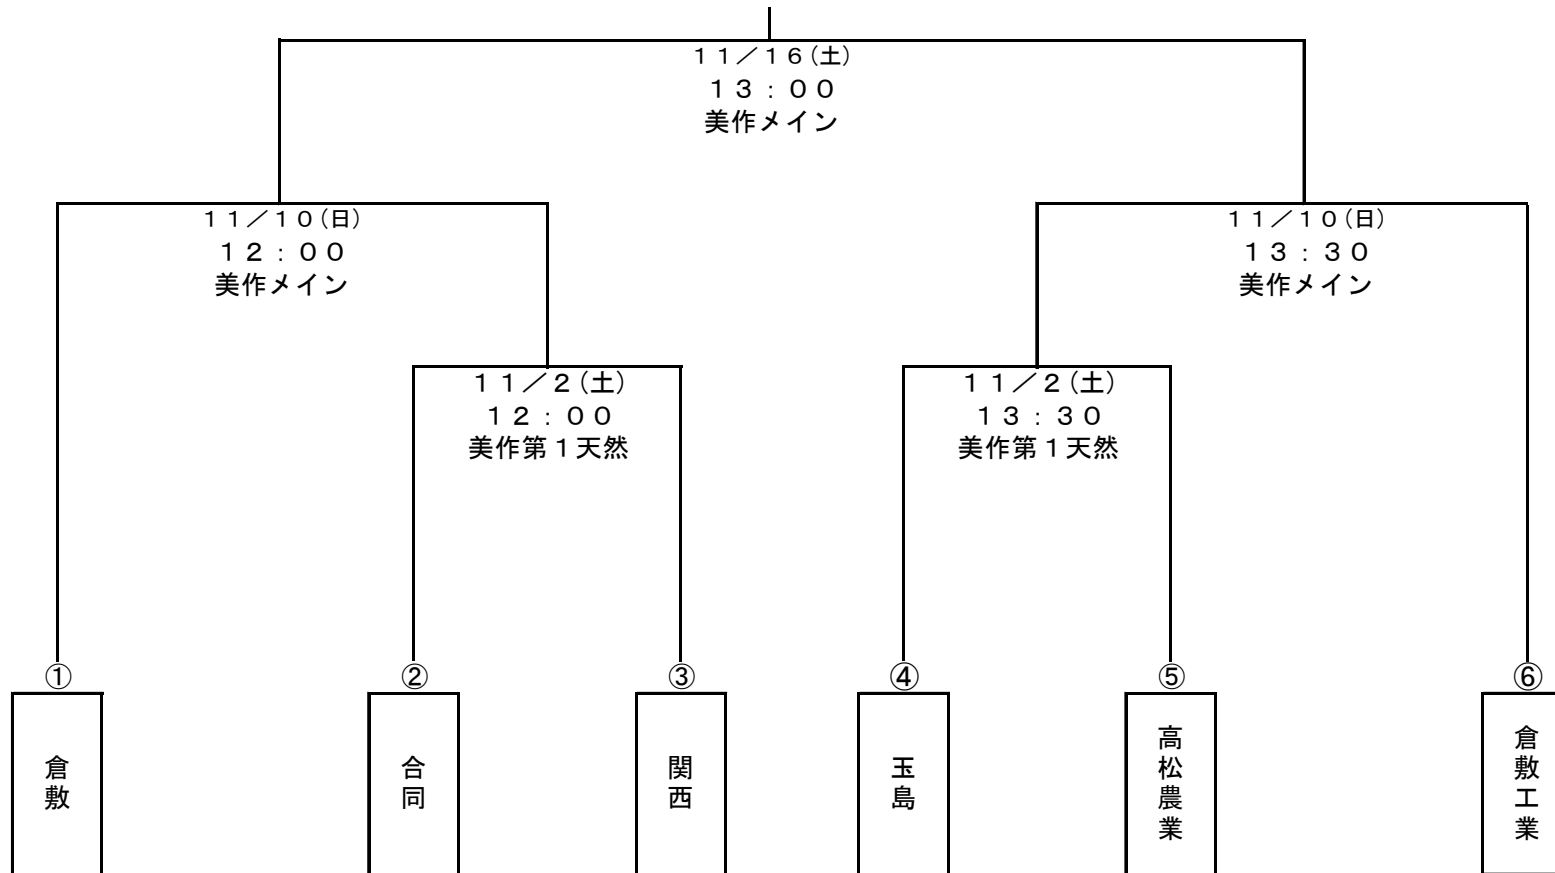 １１／１６（土）
１３：００
美作メイン
１１／１０（日）
１２：００
美作メイン
１１／１０（日）
１３：３０
美作メイン
１１／２（土）
１２：００
美作第１天然
１１／２（土）
１３：３０
美作第１天然
①
②
③
④
⑤
⑥
倉敷
合同
関西
玉島
高松農業
倉敷工業